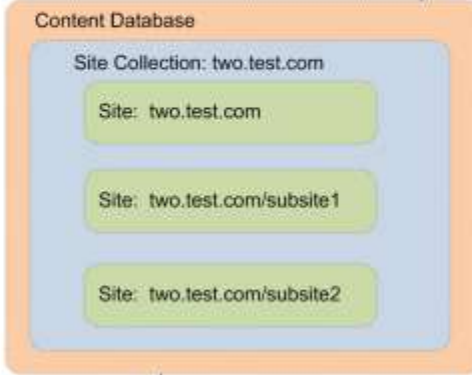 Content Database
Site Collection: two.test.com
Site: two.test.com
Site: two.test.com/subsite1
Site: two.test.com/subsite2